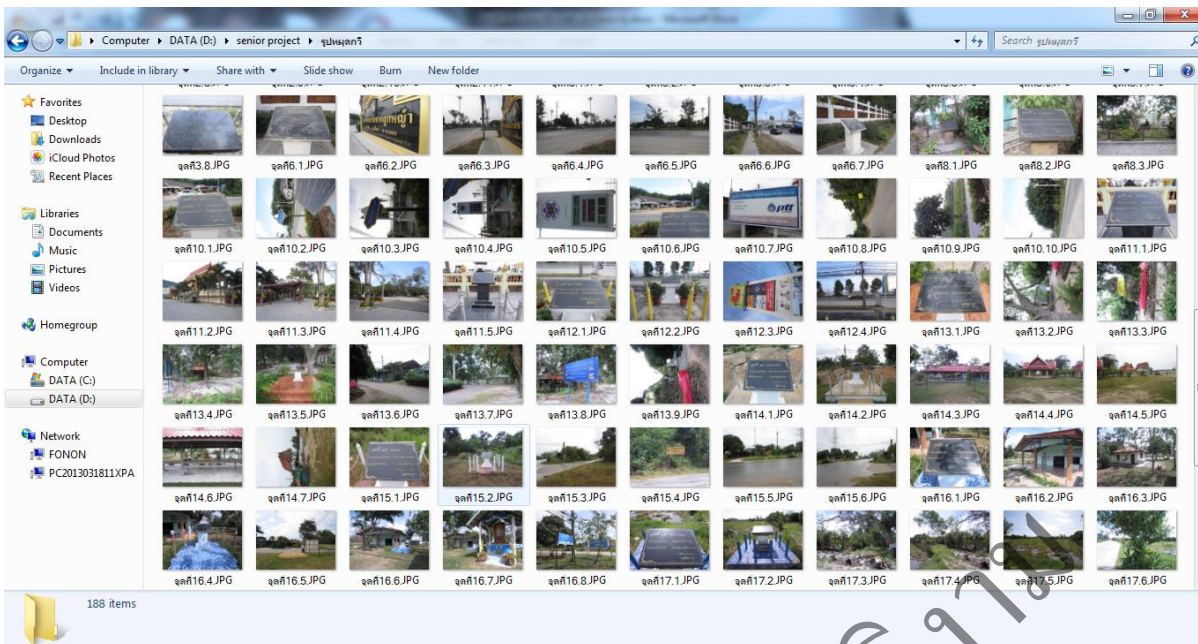 Computer ▸ DATA (D:) ▸ senior project ▸ รูปหมุดกวี
Search รูปหมุดกวี
Organize Include in library Share with Slide show Burn New folder
Favorites
Desktop
Downloads
iCloud Photos
Recent Places
Libraries
Documents
Music
Pictures
Videos
Homegroup
Computer
DATA (C:)
DATA (D:)
Network
FONON
PC2013031811XPA
จุดที่3.8.JPG จุดที่6.1.JPG จุดที่6.2.JPG จุดที่6.3.JPG จุดที่6.4.JPG จุดที่6.5.JPG จุดที่6.6.JPG จุดที่6.7.JPG จุดที่8.1.JPG จุดที่8.2.JPG จุดที่8.3.JPG
ptt
จุดที่10.1.JPG จุดที่10.2.JPG จุดที่10.3.JPG จุดที่10.4.JPG จุดที่10.5.JPG จุดที่10.6.JPG จุดที่10.7.JPG จุดที่10.8.JPG จุดที่10.9.JPG จุดที่10.10.JPG จุดที่11.1.JPG
จุดที่11.2.JPG จุดที่11.3.JPG จุดที่11.4.JPG จุดที่11.5.JPG จุดที่12.1.JPG จุดที่12.2.JPG จุดที่12.3.JPG จุดที่12.4.JPG จุดที่13.1.JPG จุดที่13.2.JPG จุดที่13.3.JPG
จุดที่13.4.JPG จุดที่13.5.JPG จุดที่13.6.JPG จุดที่13.7.JPG จุดที่13.8.JPG จุดที่13.9.JPG จุดที่14.1.JPG จุดที่14.2.JPG จุดที่14.3.JPG จุดที่14.4.JPG จุดที่14.5.JPG
จุดที่14.6.JPG จุดที่14.7.JPG จุดที่15.1.JPG จุดที่15.2.JPG จุดที่15.3.JPG จุดที่15.4.JPG จุดที่15.5.JPG จุดที่15.6.JPG จุดที่16.1.JPG จุดที่16.2.JPG จุดที่16.3.JPG
จุดที่16.4.JPG จุดที่16.5.JPG จุดที่16.6.JPG จุดที่16.7.JPG จุดที่16.8.JPG จุดที่17.1.JPG จุดที่17.2.JPG จุดที่17.3.JPG จุดที่17.4.JPG จุดที่17.5.JPG จุดที่17.6.JPG
188 items